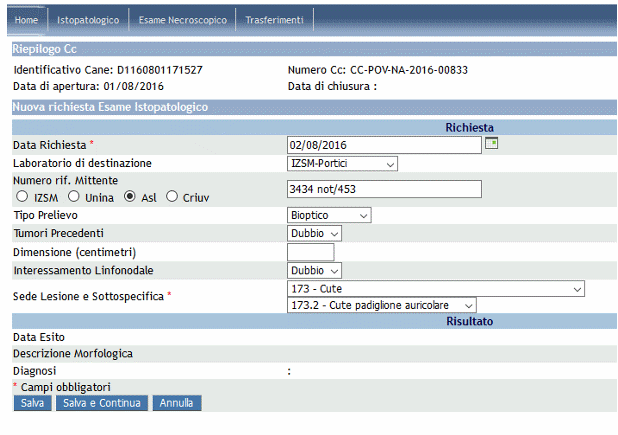 Home Istopatologico Esame Necroscopico Trasferimenti
Riepilogo Cc
Identificativo Cane: D1160801171527 Numero Cc: CC-POV-NA-2016-00833
Data di apertura: 01/08/2016 Data di chiusura :
Nuova richiesta Esame Istopatologico
Richiesta
Data Richiesta * 02/08/2016
Laboratorio di destinazione IZSM-Portici
Numero rif. Mittente
IZSM Unina Asl Criuv 3434 not/453
Tipo Prelievo Bioptico
Tumori Precedenti Dubbio
Dimensione (centimetri)
Interessamento Linfonodale Dubbio
Sede Lesione e Sottospecifica * 173 - Cute
173.2 - Cute padiglione auricolare
Risultato
Data Esito
Descrizione Morfologica
Diagnosi :
* Campi obbligatori
Salva Salva e Continua Annulla